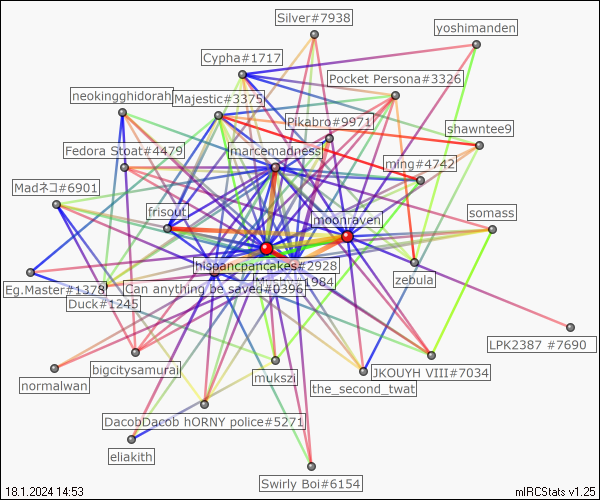 Silver#7938
yoshimanden
Cypha#1717
Pocket Persona#3326
neokingghidorah
Majestic#3375
Pikabro#9971
shawntee9
Fedora Stoat#4479
marcemadness
ming#4742
Madネコ#6901
frisout
moonraven
somass
hispancpancakes#2928
zebula
Eg.Master#1378
1984
Can anything be saved#0396
Duck#1245
LPK2387 #7690
bigcitysamurai
normalwan
mukszi
JKOUYH VIII#7034
the_second_twat
DacobDacob hORNY police#5271
eliakith
Swirly Boi#6154
18.1.2024 14:53
mIRCStats v1.25